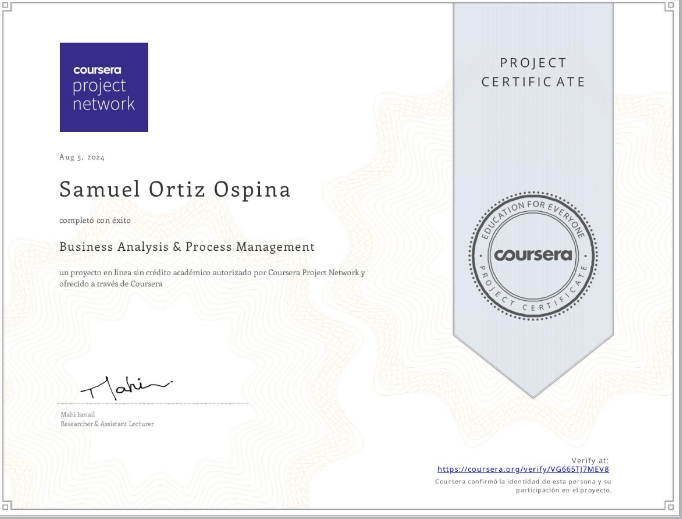 coursera
project
network
PROJECT
CERTIFICATE
Aug 5, 2024
Samuel Ortiz Ospina
completó con éxito
Business Analysis & Process Management
un proyecto en línea sin crédito académico autorizado por Coursera Project Network y
ofrecido a través de Coursera
EDUCATION FOR EVERYONE
coursera
PROJECT CERTIFICATE
Mahi
Mahi Ismail
Researcher & Assistant Lecturer
Verify at:
https://coursera.org/verify/VG665TJ7MEV8
Coursera confirmó la identidad de esta persona y su
participación en el proyecto.